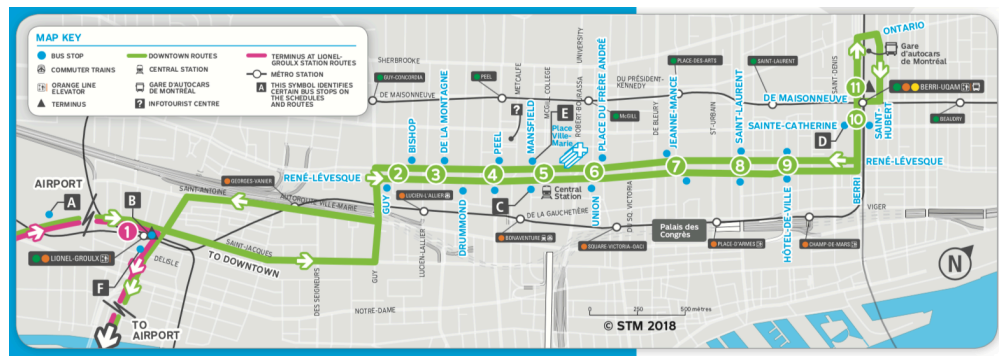 MAP KEY
BUS STOP
COMMUTER TRAINS
ORANGE LINE
ELEVATOR
TERMINUS
DOWNTOWN ROUTES
CENTRAL STATION
GARE D'AUTOCARS
DE MONTRÉAL
INFOTOURIST CENTRE
TERMINUS AT LIONEL-
GROULX STATION ROUTES
MÉTRO STATION
A
THIS SYMBOL IDENTIFIES
CERTAIN BUS STOPS ON
THE SCHEDULES
AND ROUTES
SHERBROOKE
GUY-CONCORDIA
DE MAISONNEUVE
PEEL
METCALFE
?
MCGILL COLLEGE
UNIVERSITY
ROBERT-BOURASSA
DU PRÉSIDENT-
KENNEDY
McGILL
DE BLEURY
PLACE-DES-ARTS
ST-URBAIN
SAINT-LAURENT
SAINT-DENIS
DE MAISONNEUVE
ONTARIO
Gare
d'autocars
de Montréal
BERRI-UQAM
BEAUDRY
SAINT-
HUBERT
SAINTE-CATHERINE
D
11
10
BISHOP
DE LA MONTAGNE
PEEL
MANSFIELD
E
Place
Ville-
Marie
PLACE DU FRÈRE ANDRÉ
JEANNE-MANCE
SAINT-LAURENT
RENÉ-LÉVESQUE
2
3
4
5
6
7
8
9
RENÉ-LÉVESQUE
GUY
DRUMMOND
C
Central
Station
UNION
HÔTEL-DE-VILLE
BERRI
VIGER
AIRPORT
A
B
1
LIONEL-GROULX
F
DELISLE
TO
AIRPORT
SAINT-ANTOINE
GEORGES-VANIER
AUTOROUTE VILLE-MARIE
SAINT-JACQUES
TO DOWNTOWN
DES SEIGNEURS
GUY
NOTRE-DAME
LUCIEN-L'ALLIER
LUCIEN-L'ALLIER
DE LA GAUCHETIÈRE
BONAVENTURE
SQUARE-VICTORIA-OACI
DU SQ. VICTORIA
Palais des
Congrès
PLACE D'ARMES
CHAMP-DE-MARS
0
250
500 mètres
© STM 2018
N